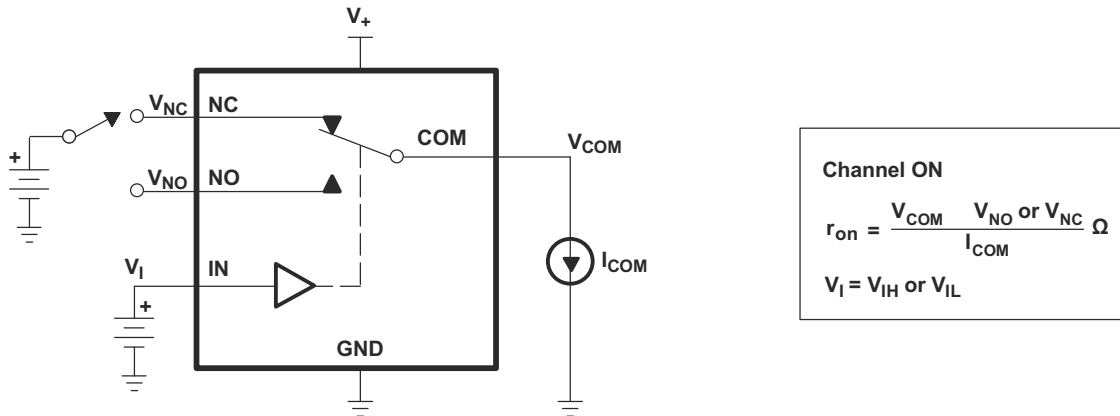 V+
VNC NC
COM
VCOM
VNO NO
+
VI IN
+
ICOM
GND
Channel ON
ron = VCOM VNO or VNC Ω
ICOM
VI = VIH or VIL